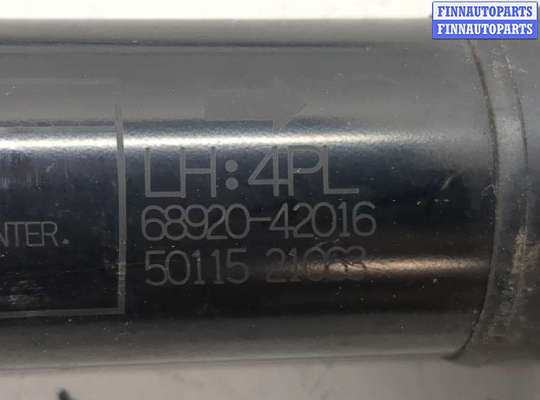 FINNAUTOPARTS
FINNAUTOPARTS
LH:4PL
NTER.
68920-42016
50115